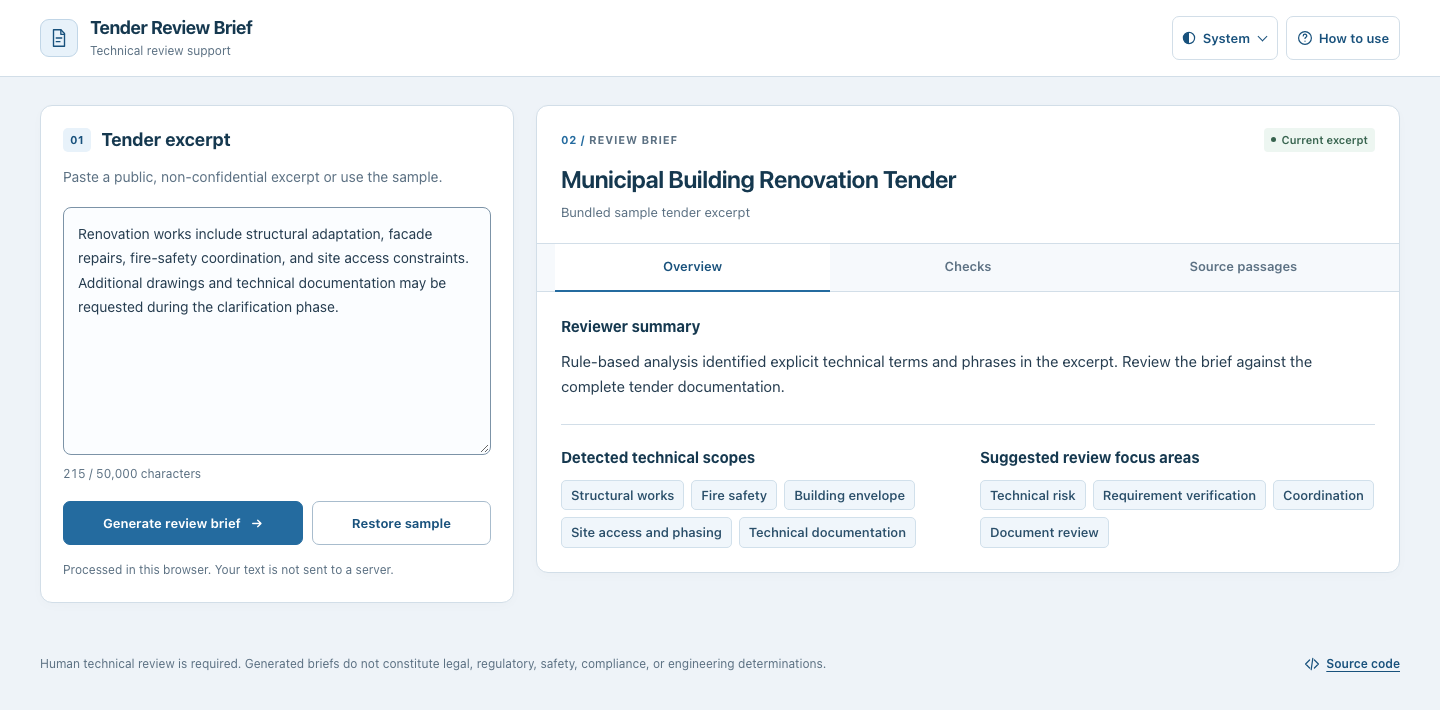 Tender Review Brief
Technical review support
System
How to use
01 Tender excerpt
Paste a public, non-confidential excerpt or use the sample.
Renovation works include structural adaptation, facade
repairs, fire-safety coordination, and site access constraints.
Additional drawings and technical documentation may be
requested during the clarification phase.
215 / 50,000 characters
Generate review brief →
Restore sample
Processed in this browser. Your text is not sent to a server.
02 / REVIEW BRIEF
Current excerpt
Municipal Building Renovation Tender
Bundled sample tender excerpt
Overview
Checks
Source passages
Reviewer summary
Rule-based analysis identified explicit technical terms and phrases in the excerpt. Review the brief against the
complete tender documentation.
Detected technical scopes
Structural works
Fire safety
Building envelope
Site access and phasing
Technical documentation
Suggested review focus areas
Technical risk
Requirement verification
Coordination
Document review
Human technical review is required. Generated briefs do not constitute legal, regulatory, safety, compliance, or engineering determinations.
Source code